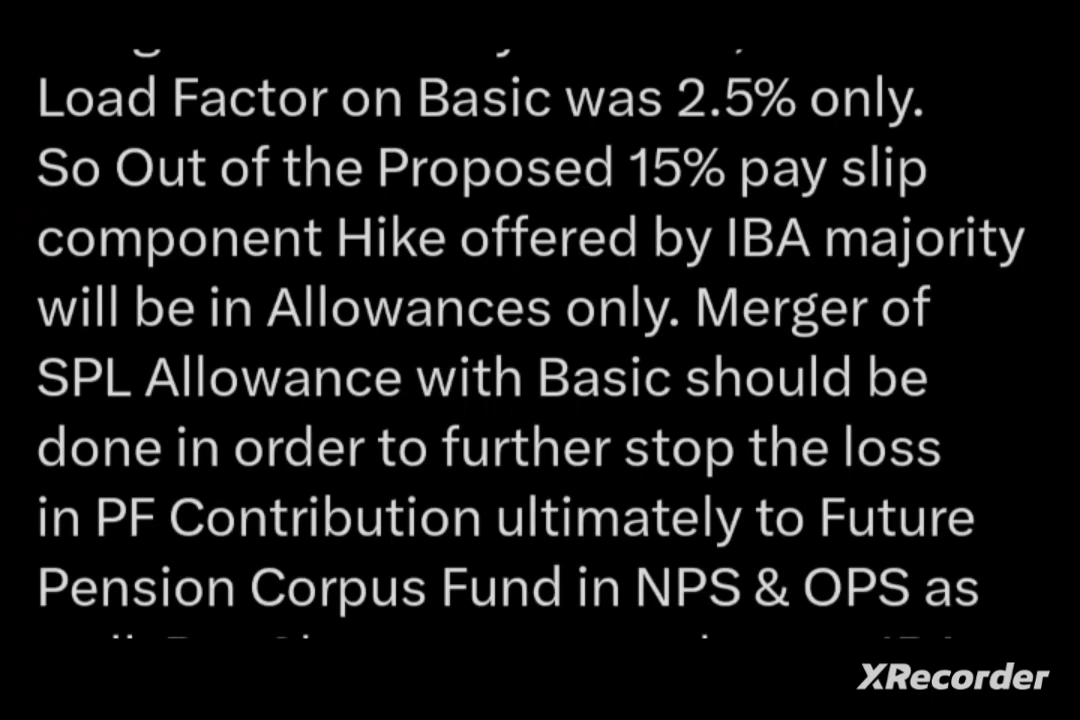 Load Factor on Basic was 2.5% only.
So Out of the Proposed 15% pay slip
component Hike offered by IBA majority
will be in Allowances only. Merger of
SPL Allowance with Basic should be
done in order to further stop the loss
in PF Contribution ultimately to Future
Pension Corpus Fund in NPS & OPS as
XRecorder